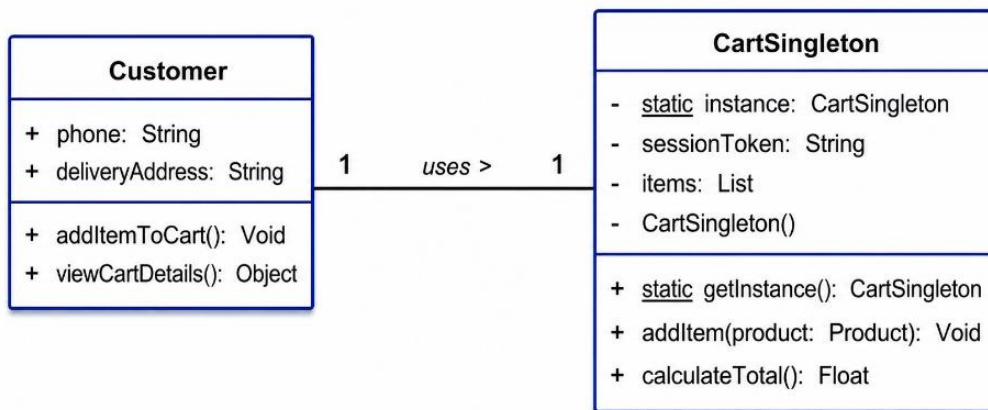 Customer
+ phone: String
+ deliveryAddress: String
+ addItemToCart(): Void
+ viewCartDetails(): Object
1 uses > 1
CartSingleton
- static instance: CartSingleton
- sessionToken: String
- items: List
- CartSingleton()
+ static getInstance(): CartSingleton
+ addItem(product: Product): Void
+ calculateTotal(): Float